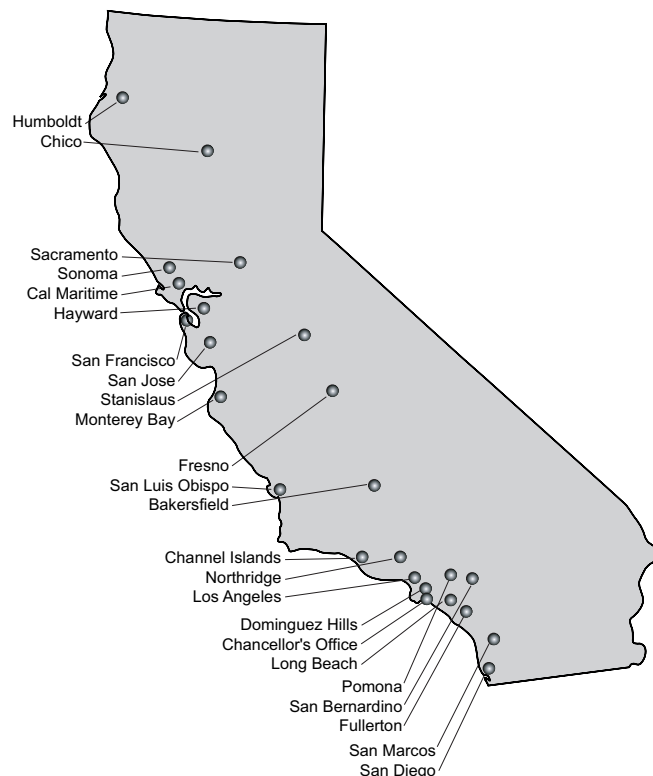 Humboldt
Chico
Sacramento
Sonoma
Cal Maritime
Hayward
San Francisco
San Jose
Stanislaus
Monterey Bay
Fresno
San Luis Obispo
Bakersfield
Channel Islands
Northridge
Los Angeles
Dominguez Hills
Chancellor's Office
Long Beach
Pomona
San Bernardino
Fullerton
San Marcos
San Diego